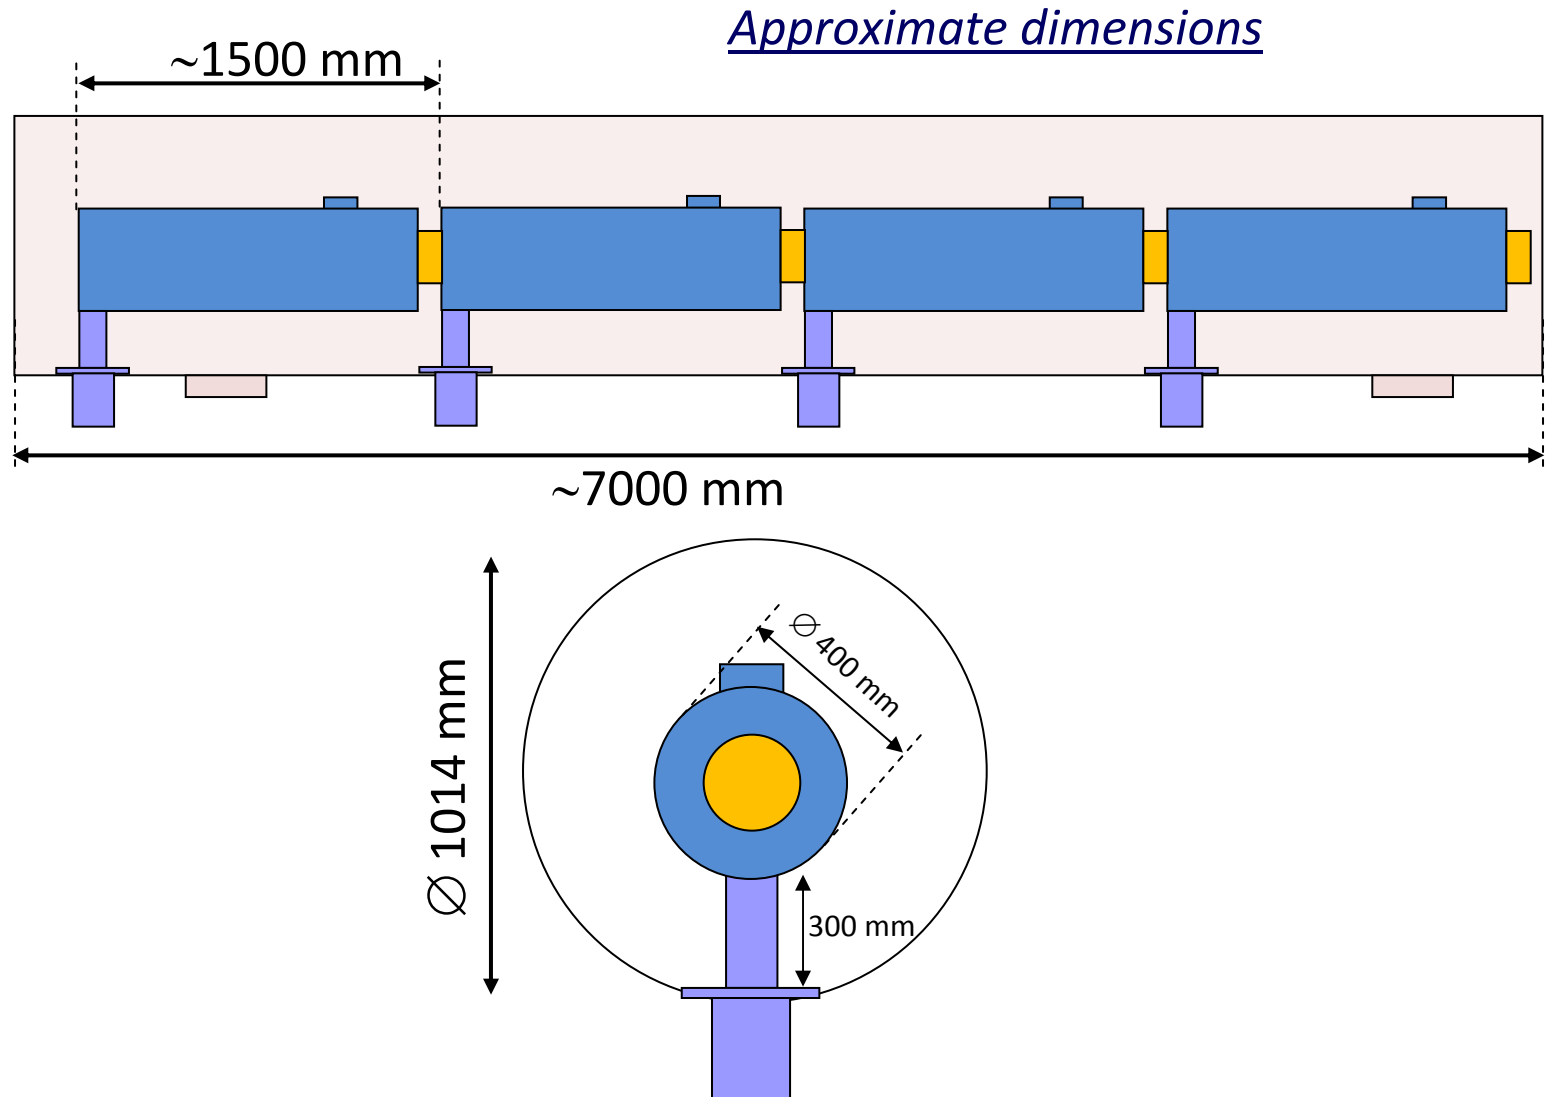 Approximate dimensions
~1500 mm
~7000 mm
∅ 1014 mm
∅ 400 mm
300 mm